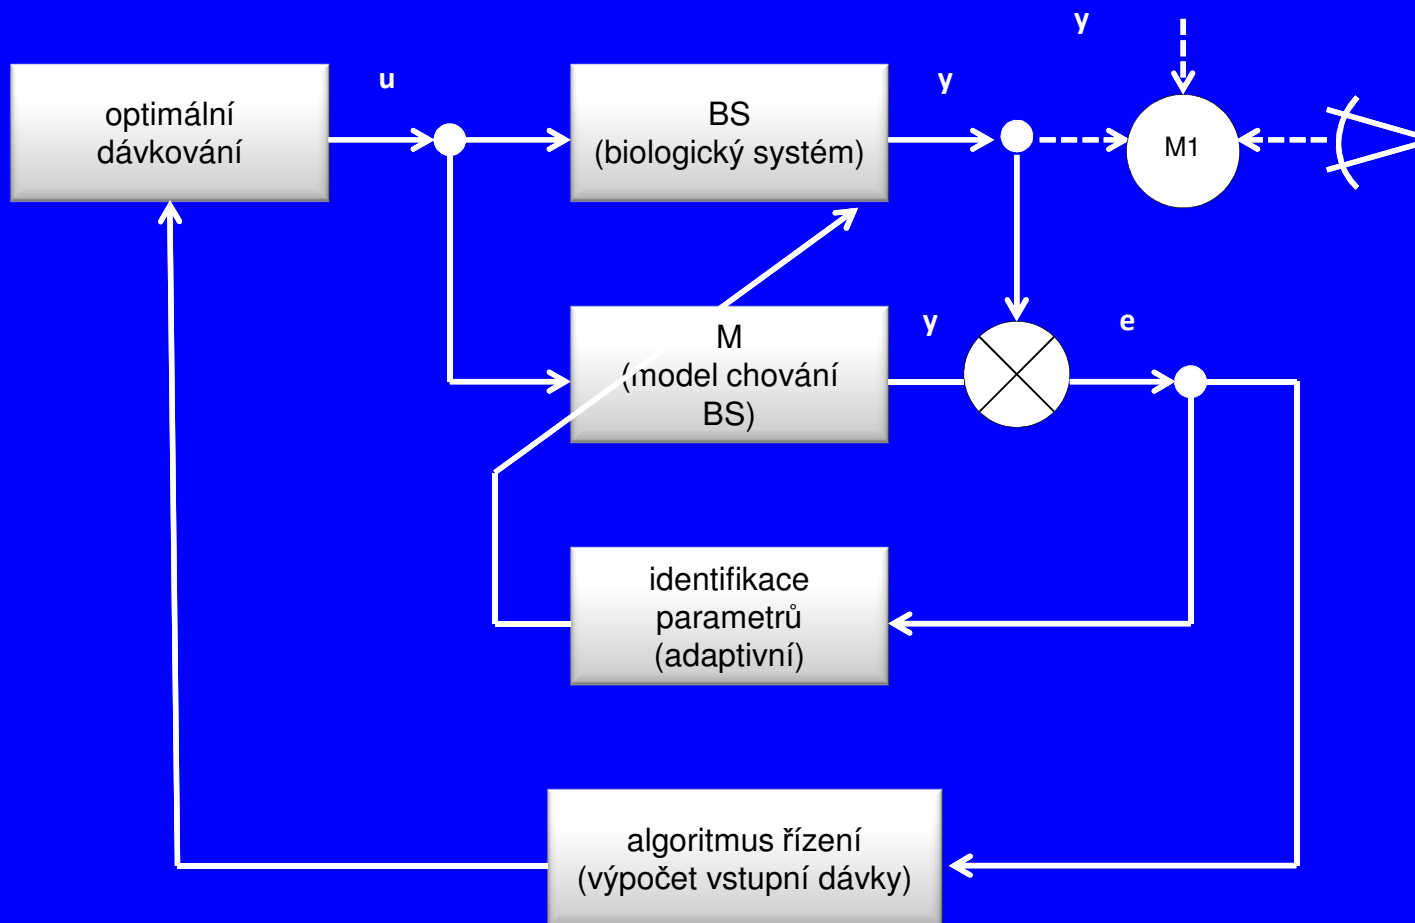 y
u
y
optimální
dávkování
BS
(biologický systém)
M1
y
e
M
(model chování
BS)
identifikace
parametrů
(adaptivní)
algoritmus řízení
(výpočet vstupní dávky)